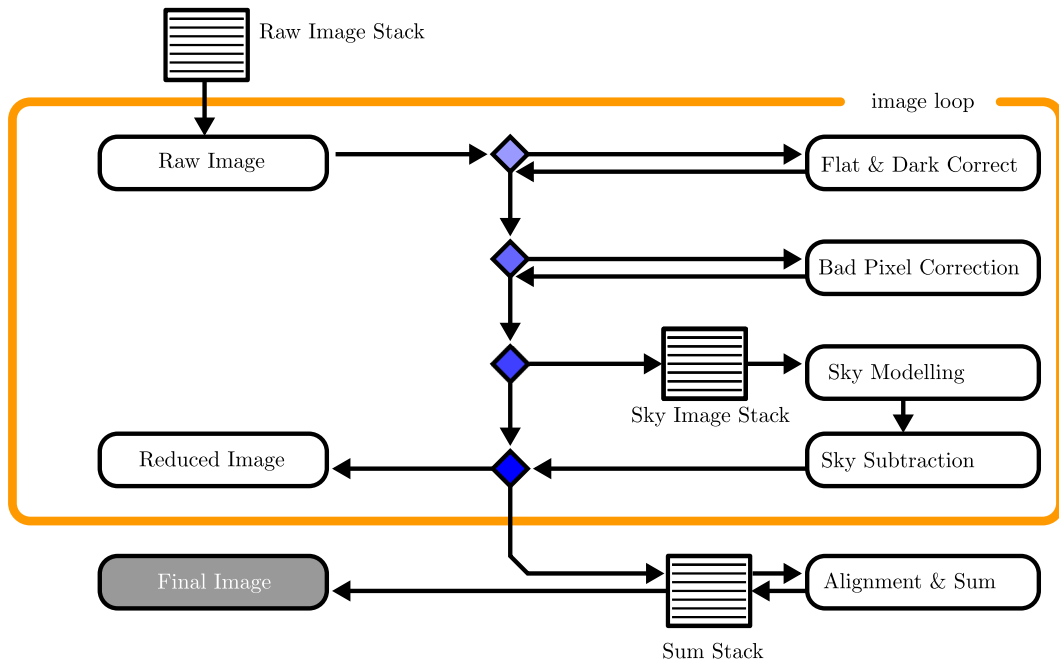 Raw Image Stack
image loop
Raw Image
Flat & Dark Correct
Bad Pixel Correction
Sky Modelling
Sky Image Stack
Reduced Image
Sky Subtraction
Final Image
Alignment & Sum
Sum Stack